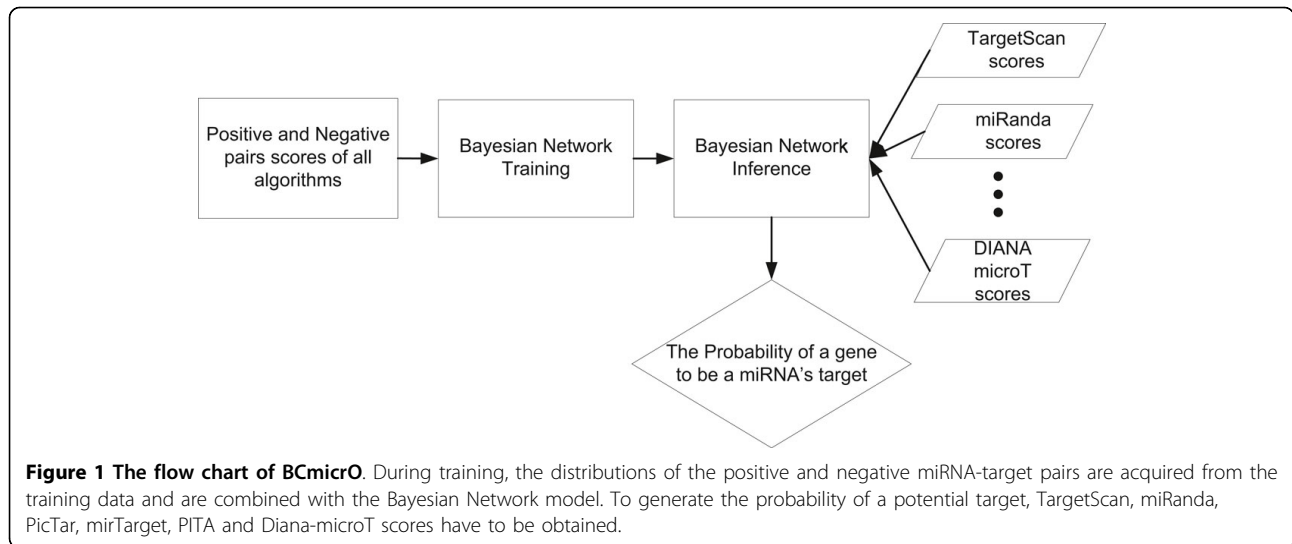 TargetScan
scores
Positive and Negative
pairs scores of all
algorithms
Bayesian Network
Training
Bayesian Network
Inference
miRanda
scores
DIANA
microT
scores
The Probability of a gene
to be a miRNA's target
Figure 1 The flow chart of BCmicrO. During training, the distributions of the positive and negative miRNA-target pairs are acquired from the
training data and are combined with the Bayesian Network model. To generate the probability of a potential target, TargetScan, miRanda,
PicTar, mirTarget, PITA and Diana-microT scores have to be obtained.